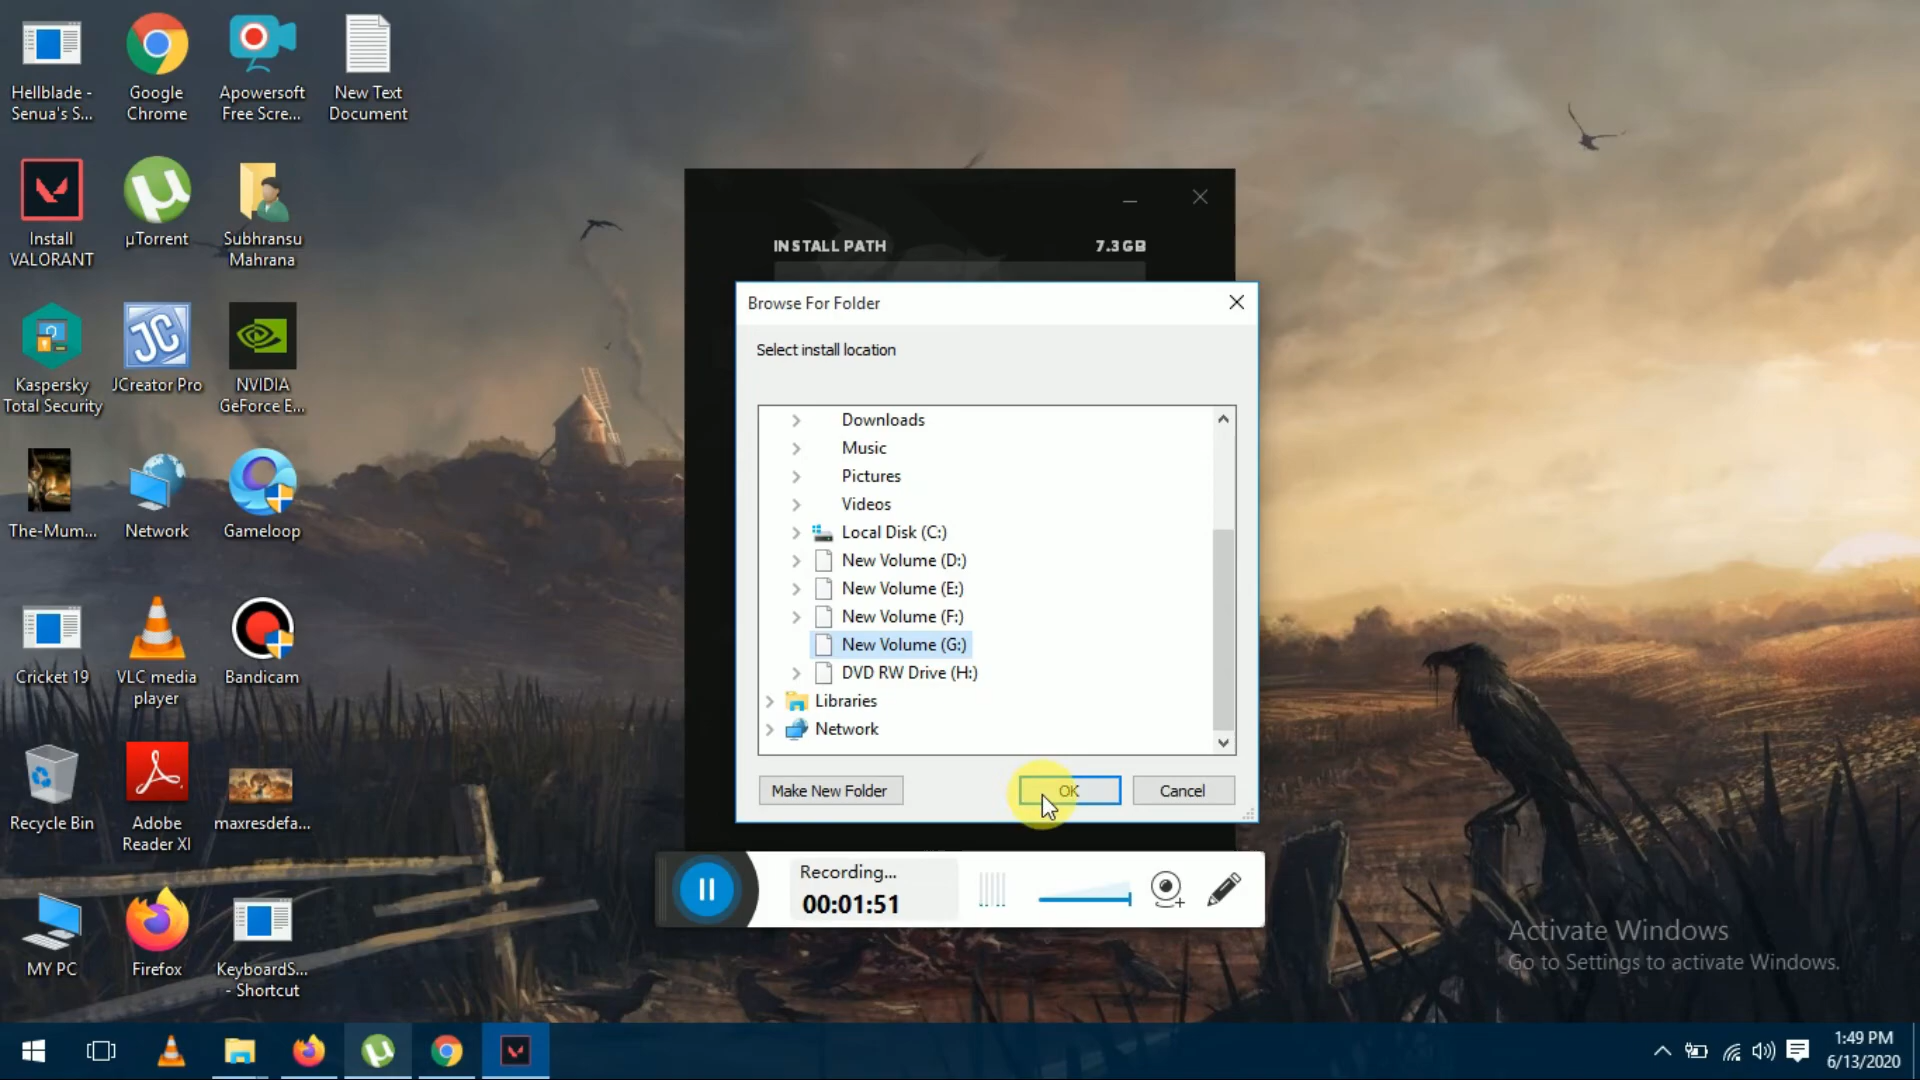 Hellblade -
Senua's S...
Google
Chrome
Apowersoft
Free Scre...
New Text
Document
Install
VALORANT
µTorrent
Subhransu
Mahrana
Kaspersky
Total Security
JCreator Pro
NVIDIA
GeForce E...
The-Mum...
Network
Gameloop
Cricket 19
VLC media
player
Bandicam
Recycle Bin
Adobe
Reader XI
maxresdefa...
MY PC
Firefox
KeyboardS...
- Shortcut
INSTALL PATH 7.3GB
Browse For Folder
Select install location
Downloads
Music
Pictures
Videos
Local Disk (C:)
New Volume (D:)
New Volume (E:)
New Volume (F:)
New Volume (G:)
DVD RW Drive (H:)
Libraries
Network
Make New Folder OK Cancel
Recording...
00:01:51
Activate Windows
Go to Settings to activate Windows.
1:49 PM
6/13/2020